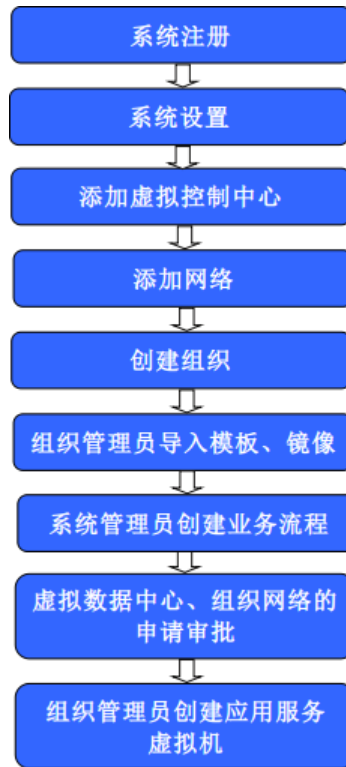 系统注册
系统设置
添加虚拟控制中心
添加网络
创建组织
组织管理员导入模板、镜像
系统管理员创建业务流程
虚拟数据中心、组织网络的
申请审批
组织管理员创建应用服务
虚拟机